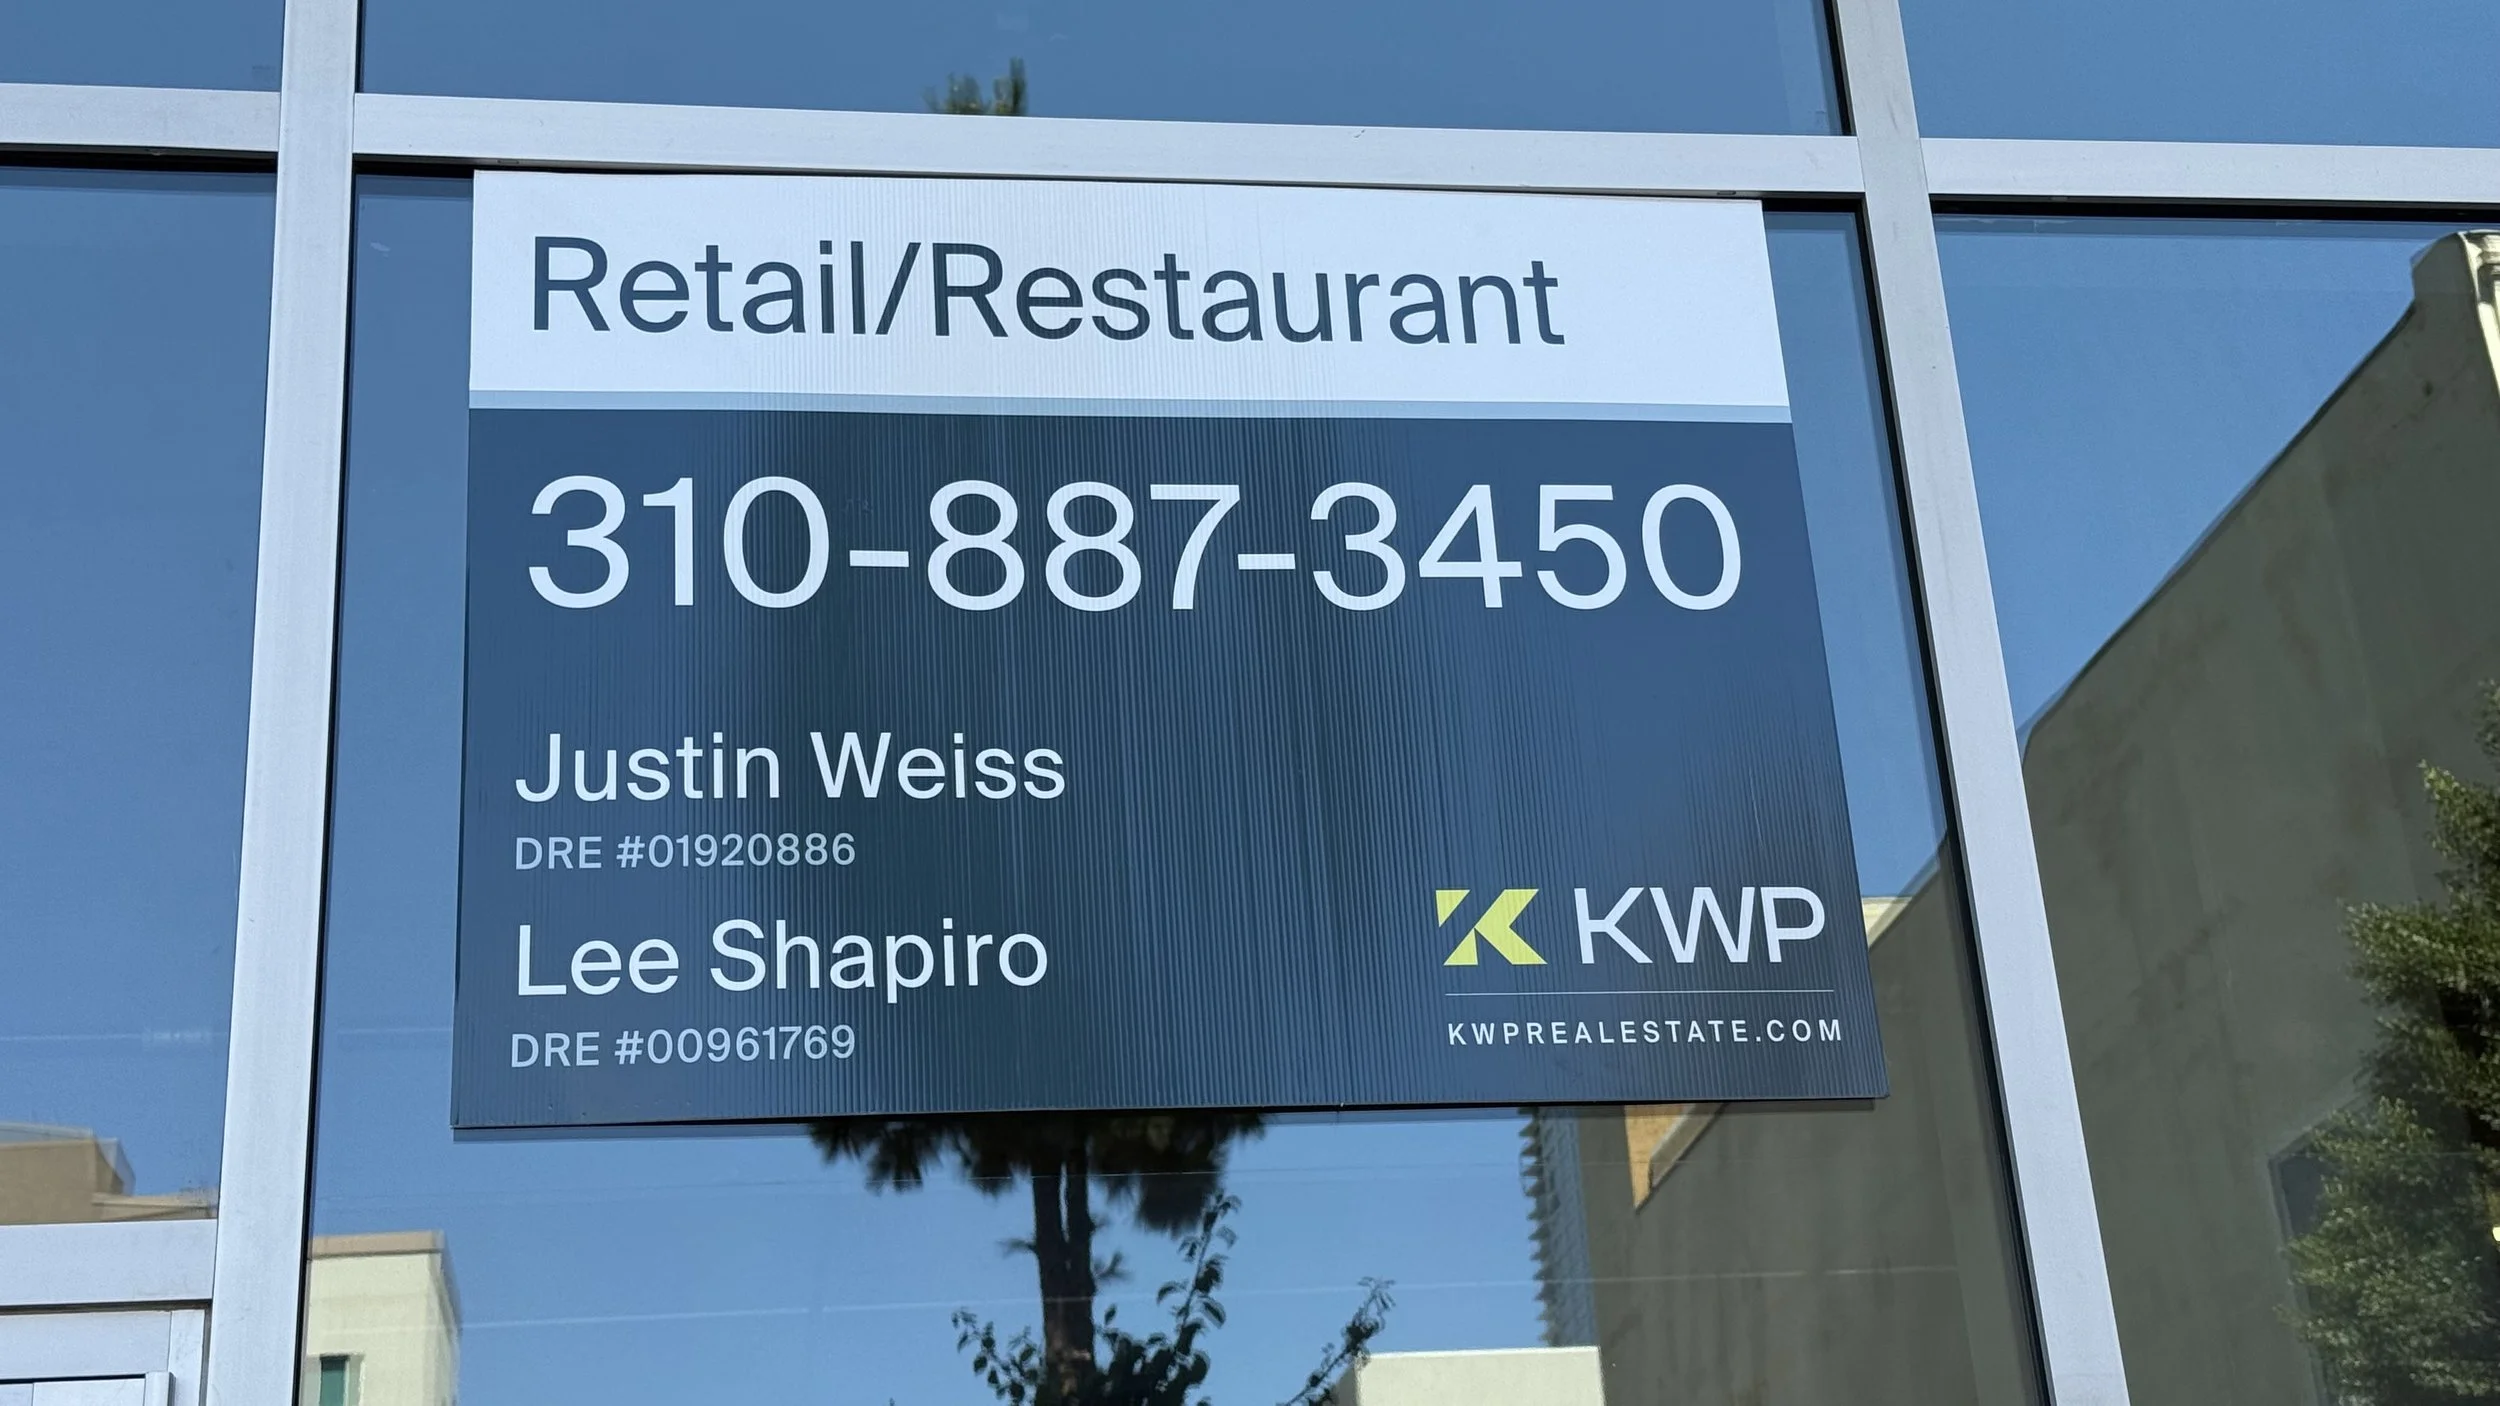 Retail/Restaurant
310-887-3450
Justin Weiss
DRE #01920886
Lee Shapiro
DRE #00961769
KWP
KWPREALESTATE.COM